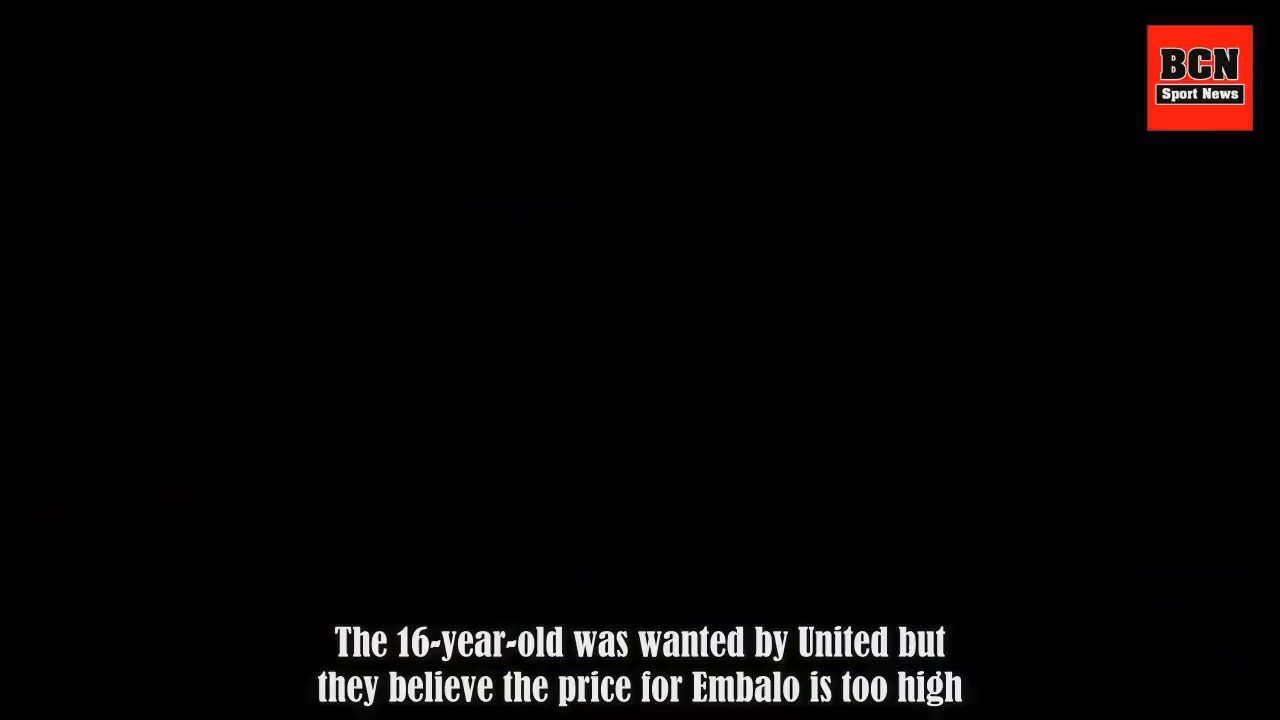 BCN
Sport News
The 16-year-old was wanted by United but
they believe the price for Embalo is too high